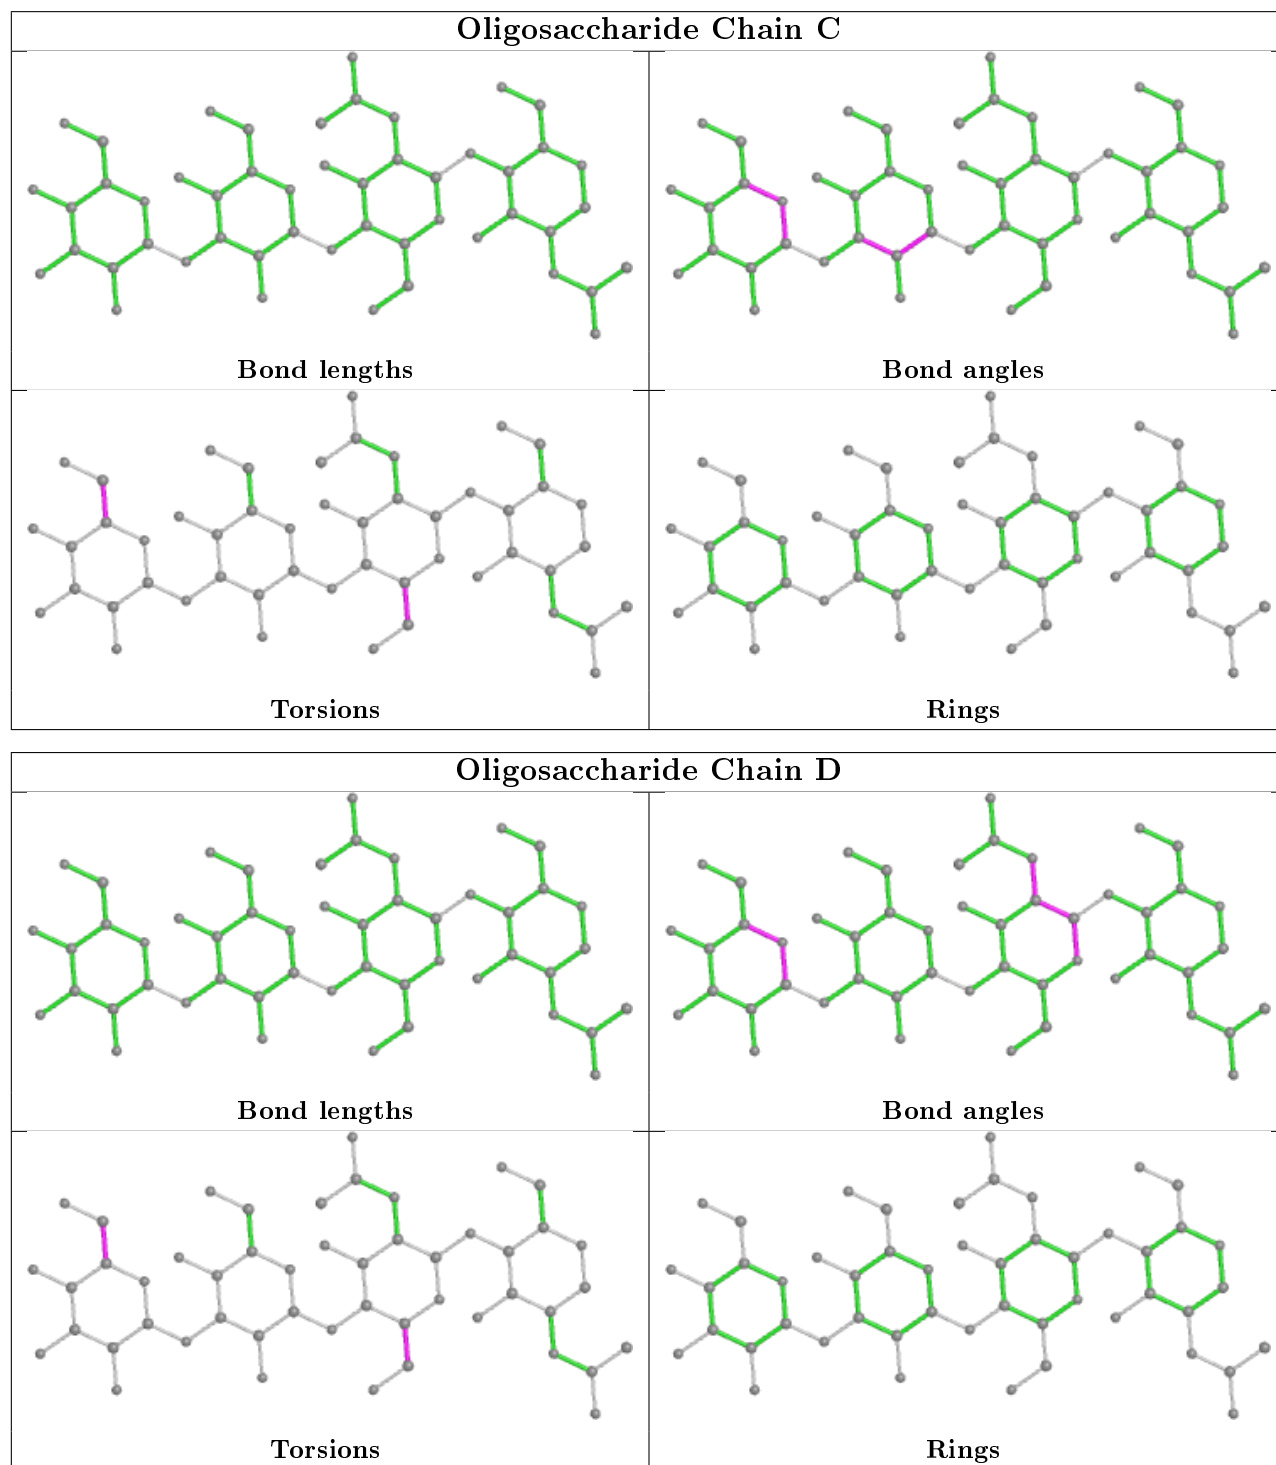 Oligosaccharide Chain C
Bond lengths
Bond angles
Torsions
Rings
Oligosaccharide Chain D
Bond lengths
Bond angles
Torsions
Rings